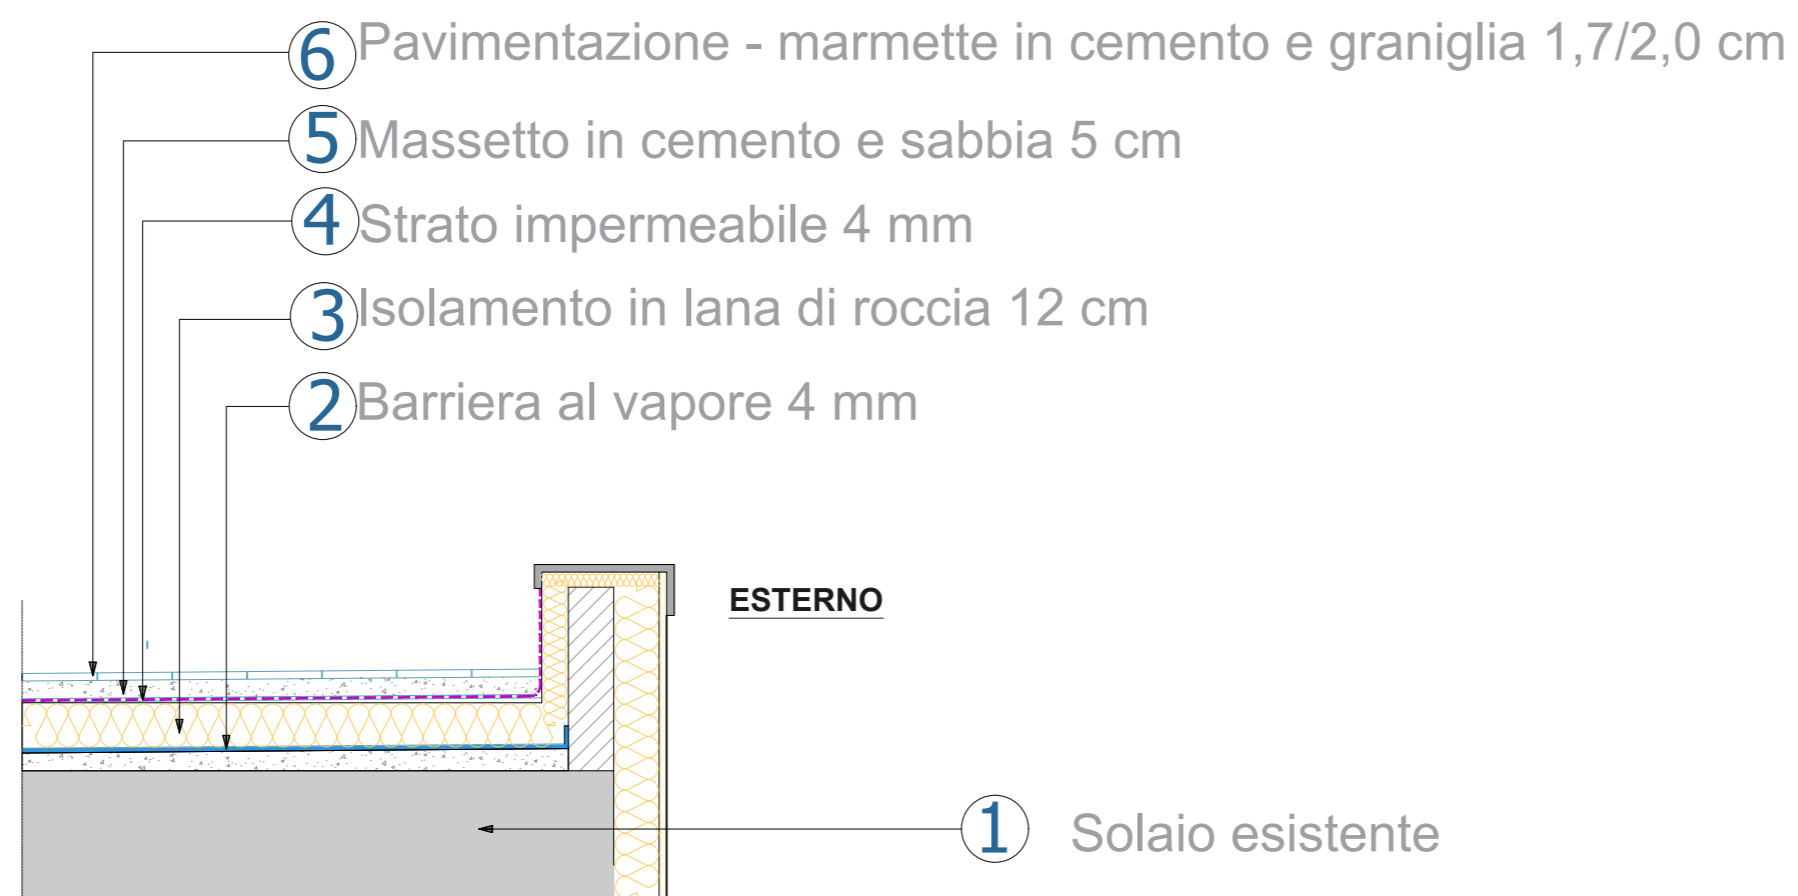 6 Pavimentazione - marmette in cemento e graniglia 1,7/2,0 cm
5 Massetto in cemento e sabbia 5 cm
4 Strato impermeabile 4 mm
3 Isolamento in lana di roccia 12 cm
2 Barriera al vapore 4 mm
ESTERNO
1 Solaio esistente